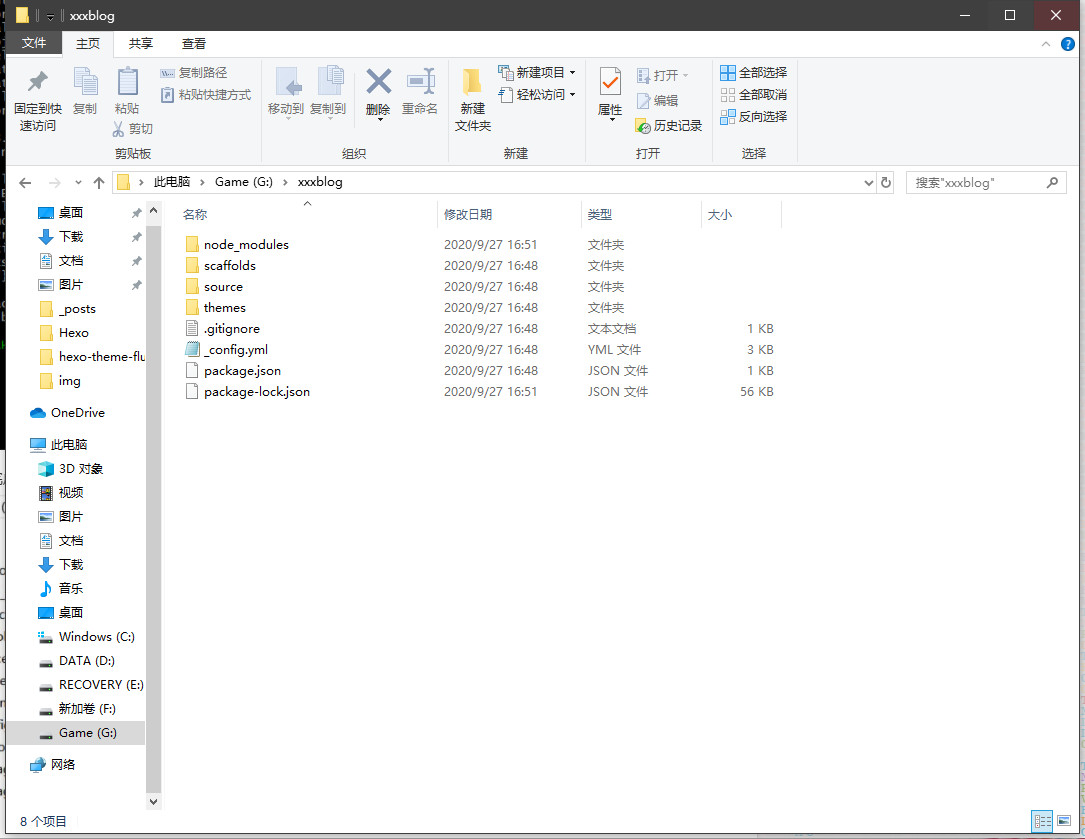 xxxblog
文件 主页 共享 查看
固定到快速访问 复制 粘贴 复制路径 粘贴快捷方式 剪切 移动到 复制到 删除 重命名 新建文件夹 新建项目 轻松访问 属性 打开 编辑 历史记录 全部选择 全部取消 反向选择
剪贴板 组织 新建 打开 选择
此电脑 › Game (G:) › xxxblog 搜索"xxxblog"
名称 修改日期 类型 大小
node_modules 2020/9/27 16:51 文件夹
scaffolds 2020/9/27 16:48 文件夹
source 2020/9/27 16:48 文件夹
themes 2020/9/27 16:48 文件夹
.gitignore 2020/9/27 16:48 文本文档 1 KB
_config.yml 2020/9/27 16:48 YML 文件 3 KB
package.json 2020/9/27 16:48 JSON 文件 1 KB
package-lock.json 2020/9/27 16:51 JSON 文件 56 KB
桌面
下载
文档
图片
_posts
Hexo
hexo-theme-flu
img
OneDrive
此电脑
3D 对象
视频
图片
文档
下载
音乐
桌面
Windows (C:)
DATA (D:)
RECOVERY (E:)
新加卷 (F:)
Game (G:)
网络
8 个项目